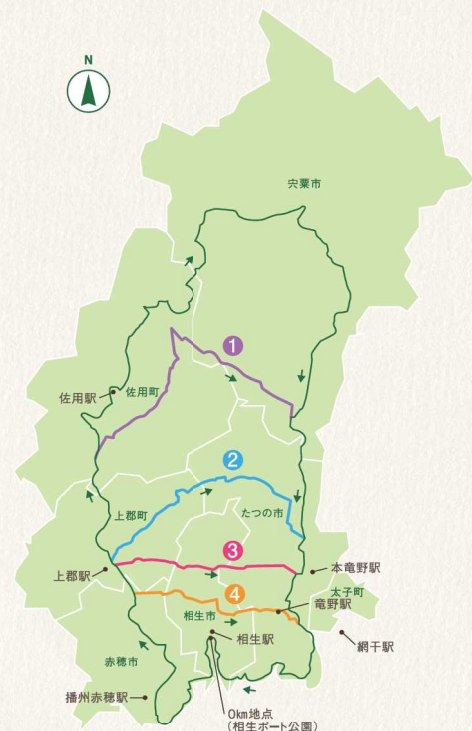 N
宍粟市
1
佐用駅
佐用町
2
上郡町
たつの市
3
上郡駅
本竜野駅
太子町
4
竜野駅
相生市
相生駅
網干駅
赤穂市
播州赤穂駅
0km地点
(相生ボート公園)